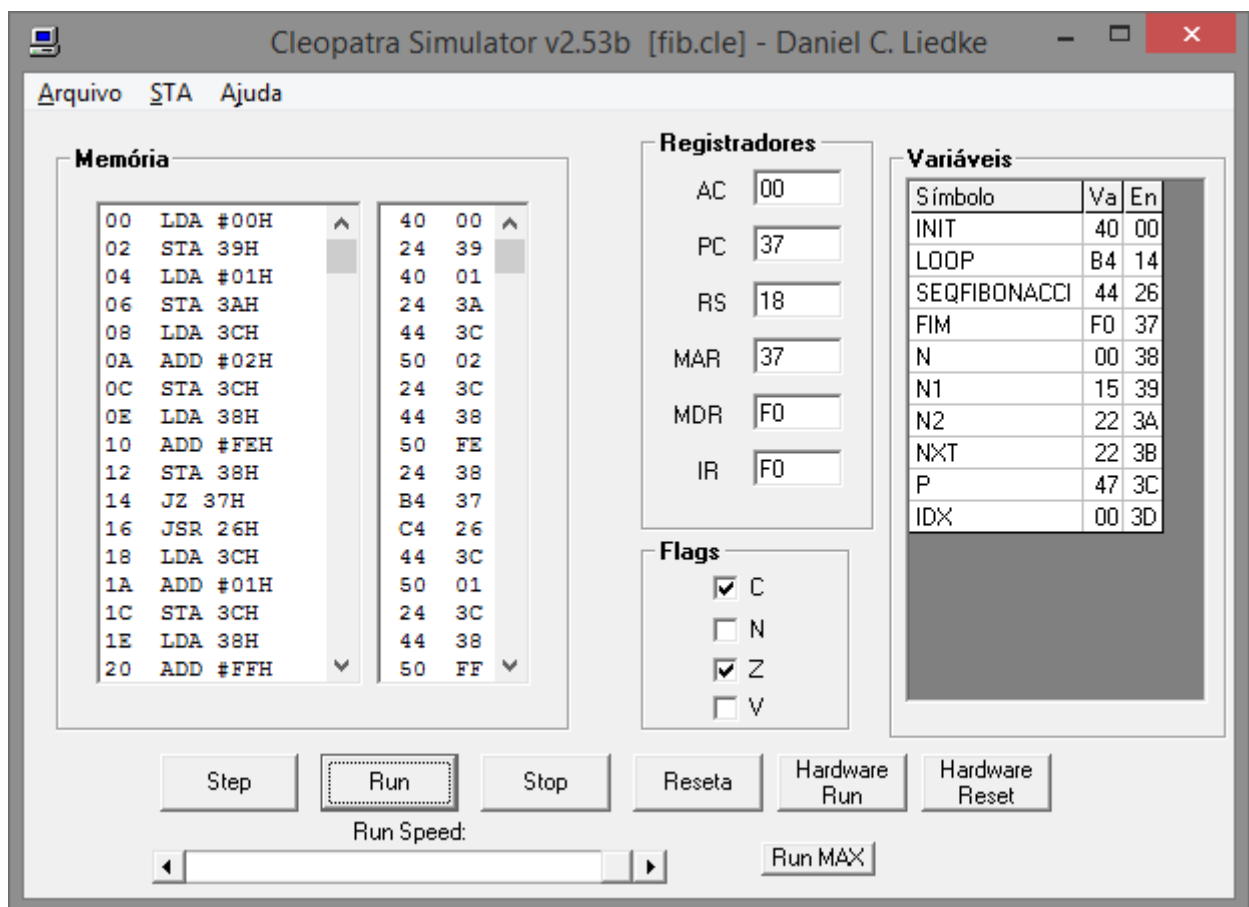 Cleopatra Simulator v2.53b [fib.cle] - Daniel C. Liedke
Arquivo STA Ajuda
Memória
00 LDA #00H 40 00
02 STA 39H 24 39
04 LDA #01H 40 01
06 STA 3AH 24 3A
08 LDA 3CH 44 3C
0A ADD #02H 50 02
0C STA 3CH 24 3C
0E LDA 38H 44 38
10 ADD #FEH 50 FE
12 STA 38H 24 38
14 JZ 37H B4 37
16 JSR 26H C4 26
18 LDA 3CH 44 3C
1A ADD #01H 50 01
1C STA 3CH 24 3C
1E LDA 38H 44 38
20 ADD #FFH 50 FF
Registradores
AC 00
PC 37
RS 18
MAR 37
MDR F0
IR F0
Flags
C
N
Z
V
Variáveis
Símbolo Va En
INIT 40 00
LOOP B4 14
SEQFIBONACCI 44 26
FIM F0 37
N 00 38
N1 15 39
N2 22 3A
NXT 22 3B
P 47 3C
IDX 00 3D
Step
Run
Stop
Reseta
Hardware
Run
Hardware
Reset
Run Speed:
Run MAX